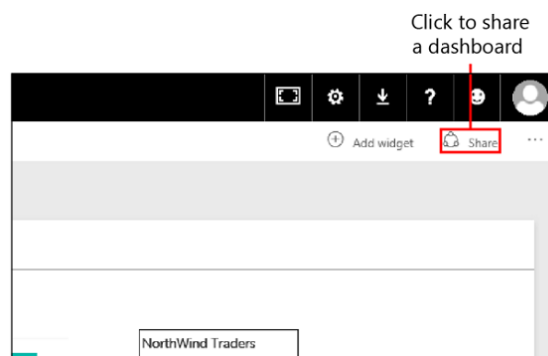 Click to share
a dashboard
?
Add widget
Share
...
NorthWind Traders